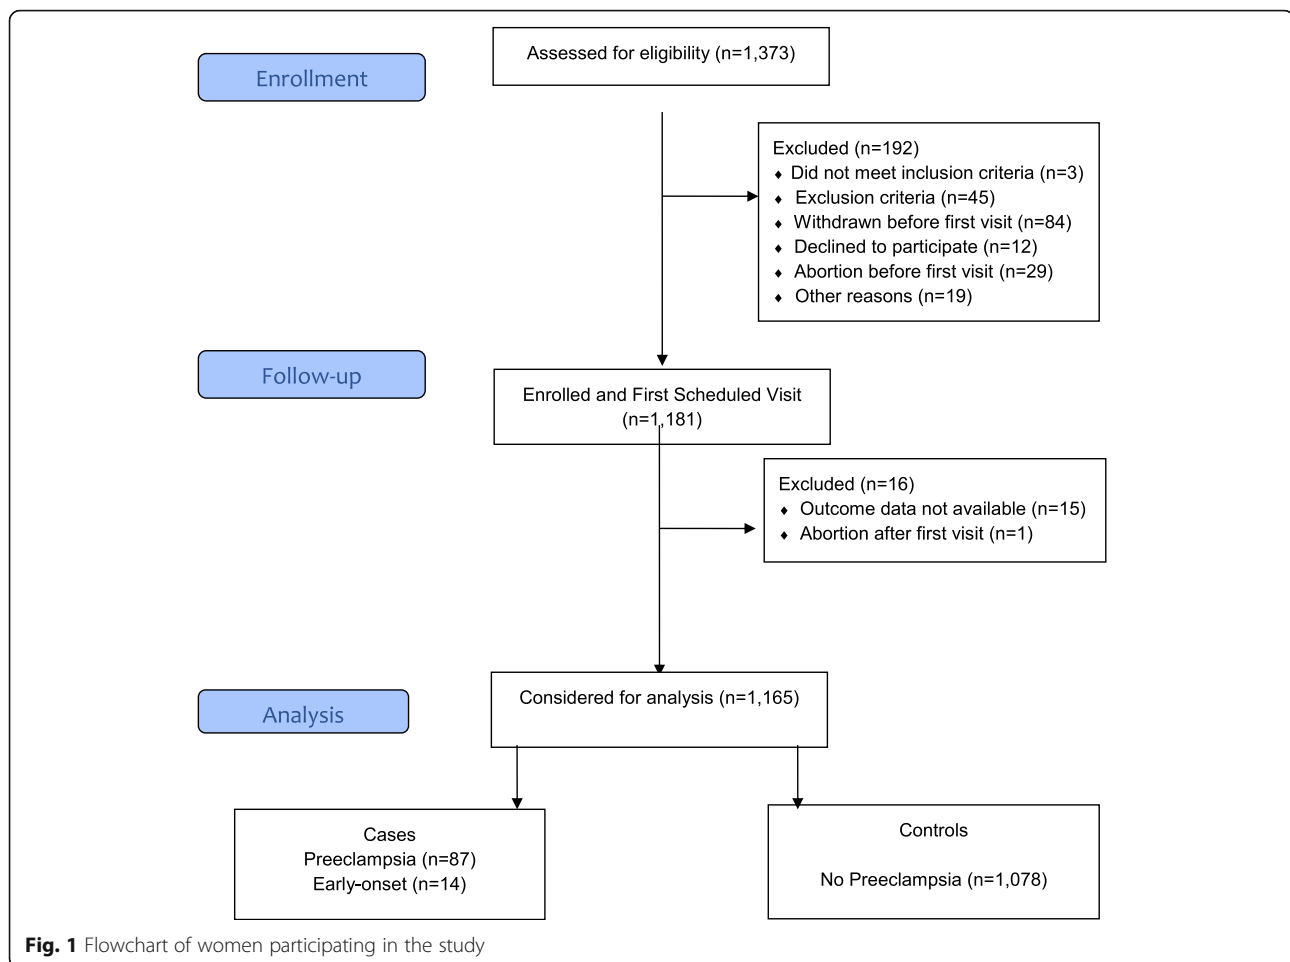 Enrollment
Assessed for eligibility (n=1,373)
Excluded (n=192)
♦ Did not meet inclusion criteria (n=3)
♦ Exclusion criteria (n=45)
♦ Withdrawn before first visit (n=84)
♦ Declined to participate (n=12)
♦ Abortion before first visit (n=29)
♦ Other reasons (n=19)
Follow-up
Enrolled and First Scheduled Visit
(n=1,181)
Excluded (n=16)
♦ Outcome data not available (n=15)
♦ Abortion after first visit (n=1)
Analysis
Considered for analysis (n=1,165)
Cases
Preeclampsia (n=87)
Early-onset (n=14)
Controls
No Preeclampsia (n=1,078)
Fig. 1 Flowchart of women participating in the study